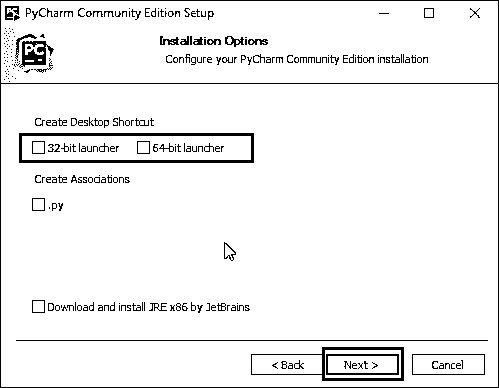 PyCharm Community Edition Setup
PC
Installation Options
Configure your PyCharm Community Edition installation
Create Desktop Shortcut
32-bit launcher 64-bit launcher
Create Associations
.py
Download and install JRE x86 by JetBrains
< Back Next > Cancel